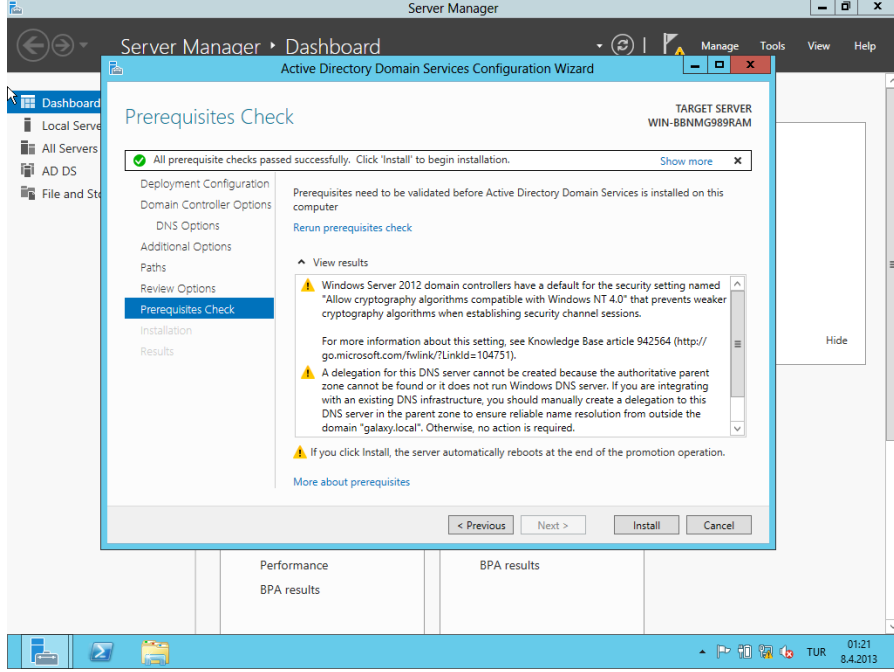 Server Manager
Server Manager ‣ Dashboard
Manage Tools View Help
Active Directory Domain Services Configuration Wizard
Dashboard
Local Serve
All Servers
AD DS
File and Sto
Prerequisites Check
TARGET SERVER
WIN-BBNMG989RAM
All prerequisite checks passed successfully. Click 'Install' to begin installation.
Show more
Deployment Configuration
Domain Controller Options
DNS Options
Additional Options
Paths
Review Options
Prerequisites Check
Installation
Results
Prerequisites need to be validated before Active Directory Domain Services is installed on this
computer
Rerun prerequisites check
View results
Windows Server 2012 domain controllers have a default for the security setting named
"Allow cryptography algorithms compatible with Windows NT 4.0" that prevents weaker
cryptography algorithms when establishing security channel sessions.
For more information about this setting, see Knowledge Base article 942564 (http://
go.microsoft.com/fwlink/?LinkId=104751).
A delegation for this DNS server cannot be created because the authoritative parent
zone cannot be found or it does not run Windows DNS server. If you are integrating
with an existing DNS infrastructure, you should manually create a delegation to this
DNS server in the parent zone to ensure reliable name resolution from outside the
domain "galaxy.local". Otherwise, no action is required.
If you click Install, the server automatically reboots at the end of the promotion operation.
More about prerequisites
< Previous
Next >
Install
Cancel
Hide
Performance
BPA results
BPA results
TUR
01:21
8.4.2013